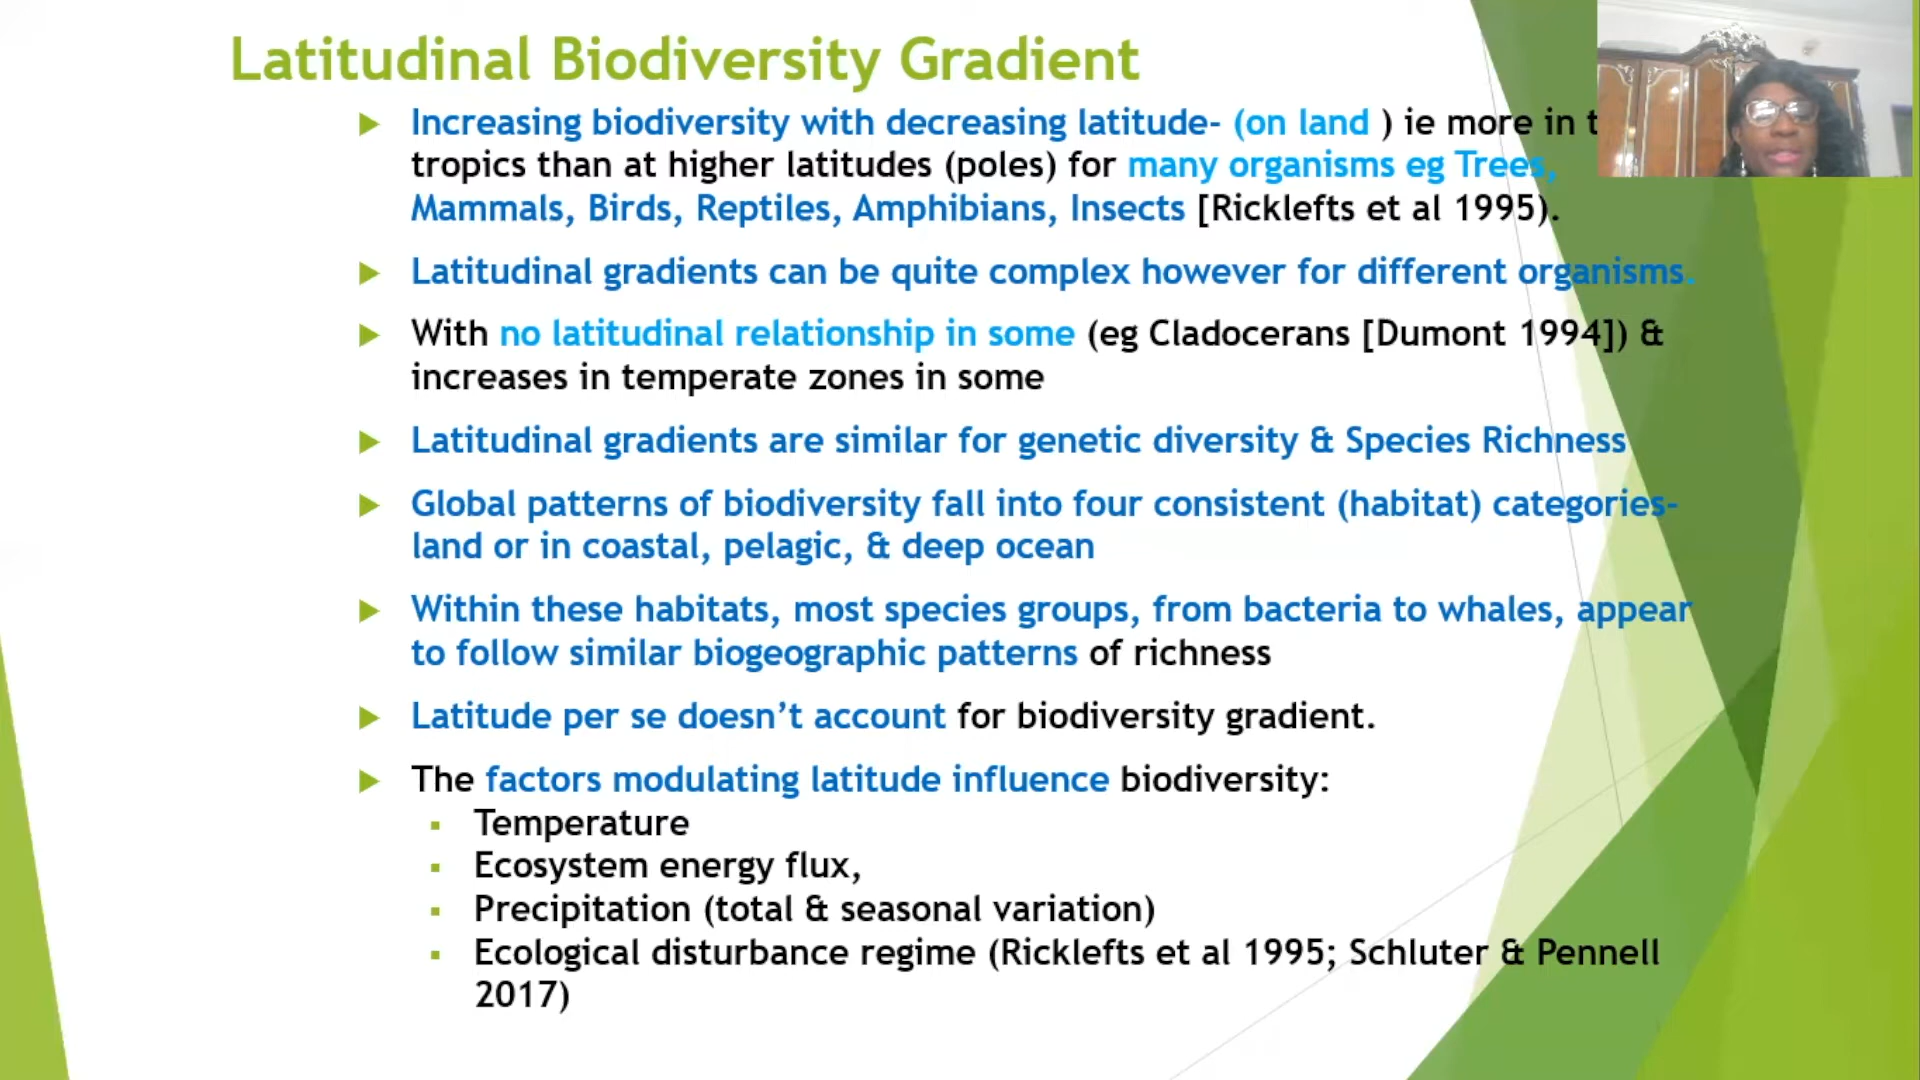 Latitudinal Biodiversity Gradient
Increasing biodiversity with decreasing latitude- (on land ) ie more in
tropics than at higher latitudes (poles) for many organisms eg Trees,
Mammals, Birds, Reptiles, Amphibians, Insects [Ricklefts et al 1995).
Latitudinal gradients can be quite complex however for different organisms.
With no latitudinal relationship in some (eg Cladocerans [Dumont 1994]) &
increases in temperate zones in some
Latitudinal gradients are similar for genetic diversity & Species Richness
Global patterns of biodiversity fall into four consistent (habitat) categories-
land or in coastal, pelagic, & deep ocean
Within these habitats, most species groups, from bacteria to whales, appear
to follow similar biogeographic patterns of richness
Latitude per se doesn’t account for biodiversity gradient.
The factors modulating latitude influence biodiversity:
Temperature
Ecosystem energy flux,
Precipitation (total & seasonal variation)
Ecological disturbance regime (Ricklefts et al 1995; Schluter & Pennell
2017)